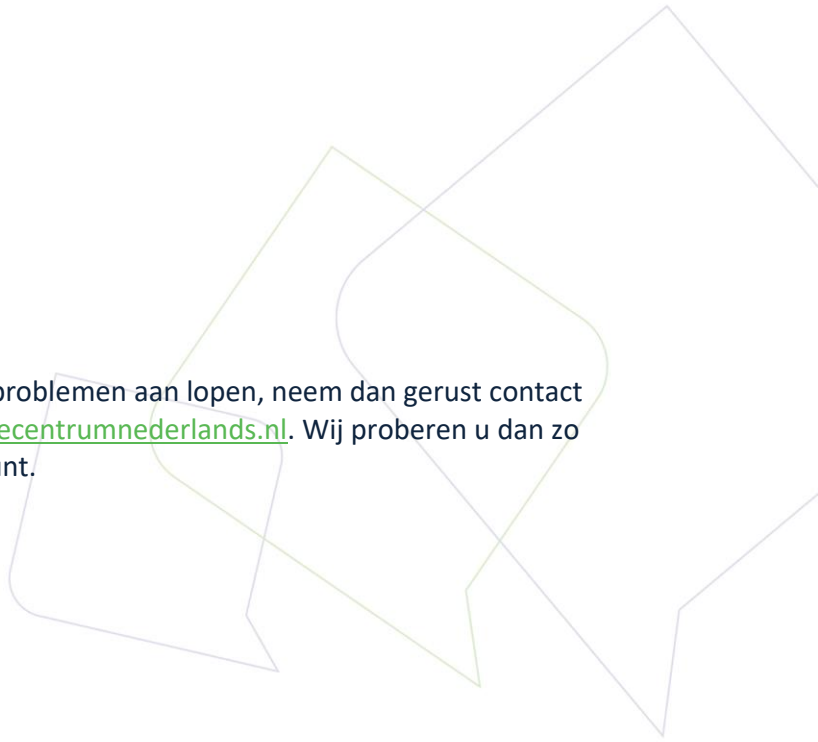 problemen aan lopen, neem dan gerust contact
ecentrumnederlands.nl. Wij proberen u dan zo
nt.